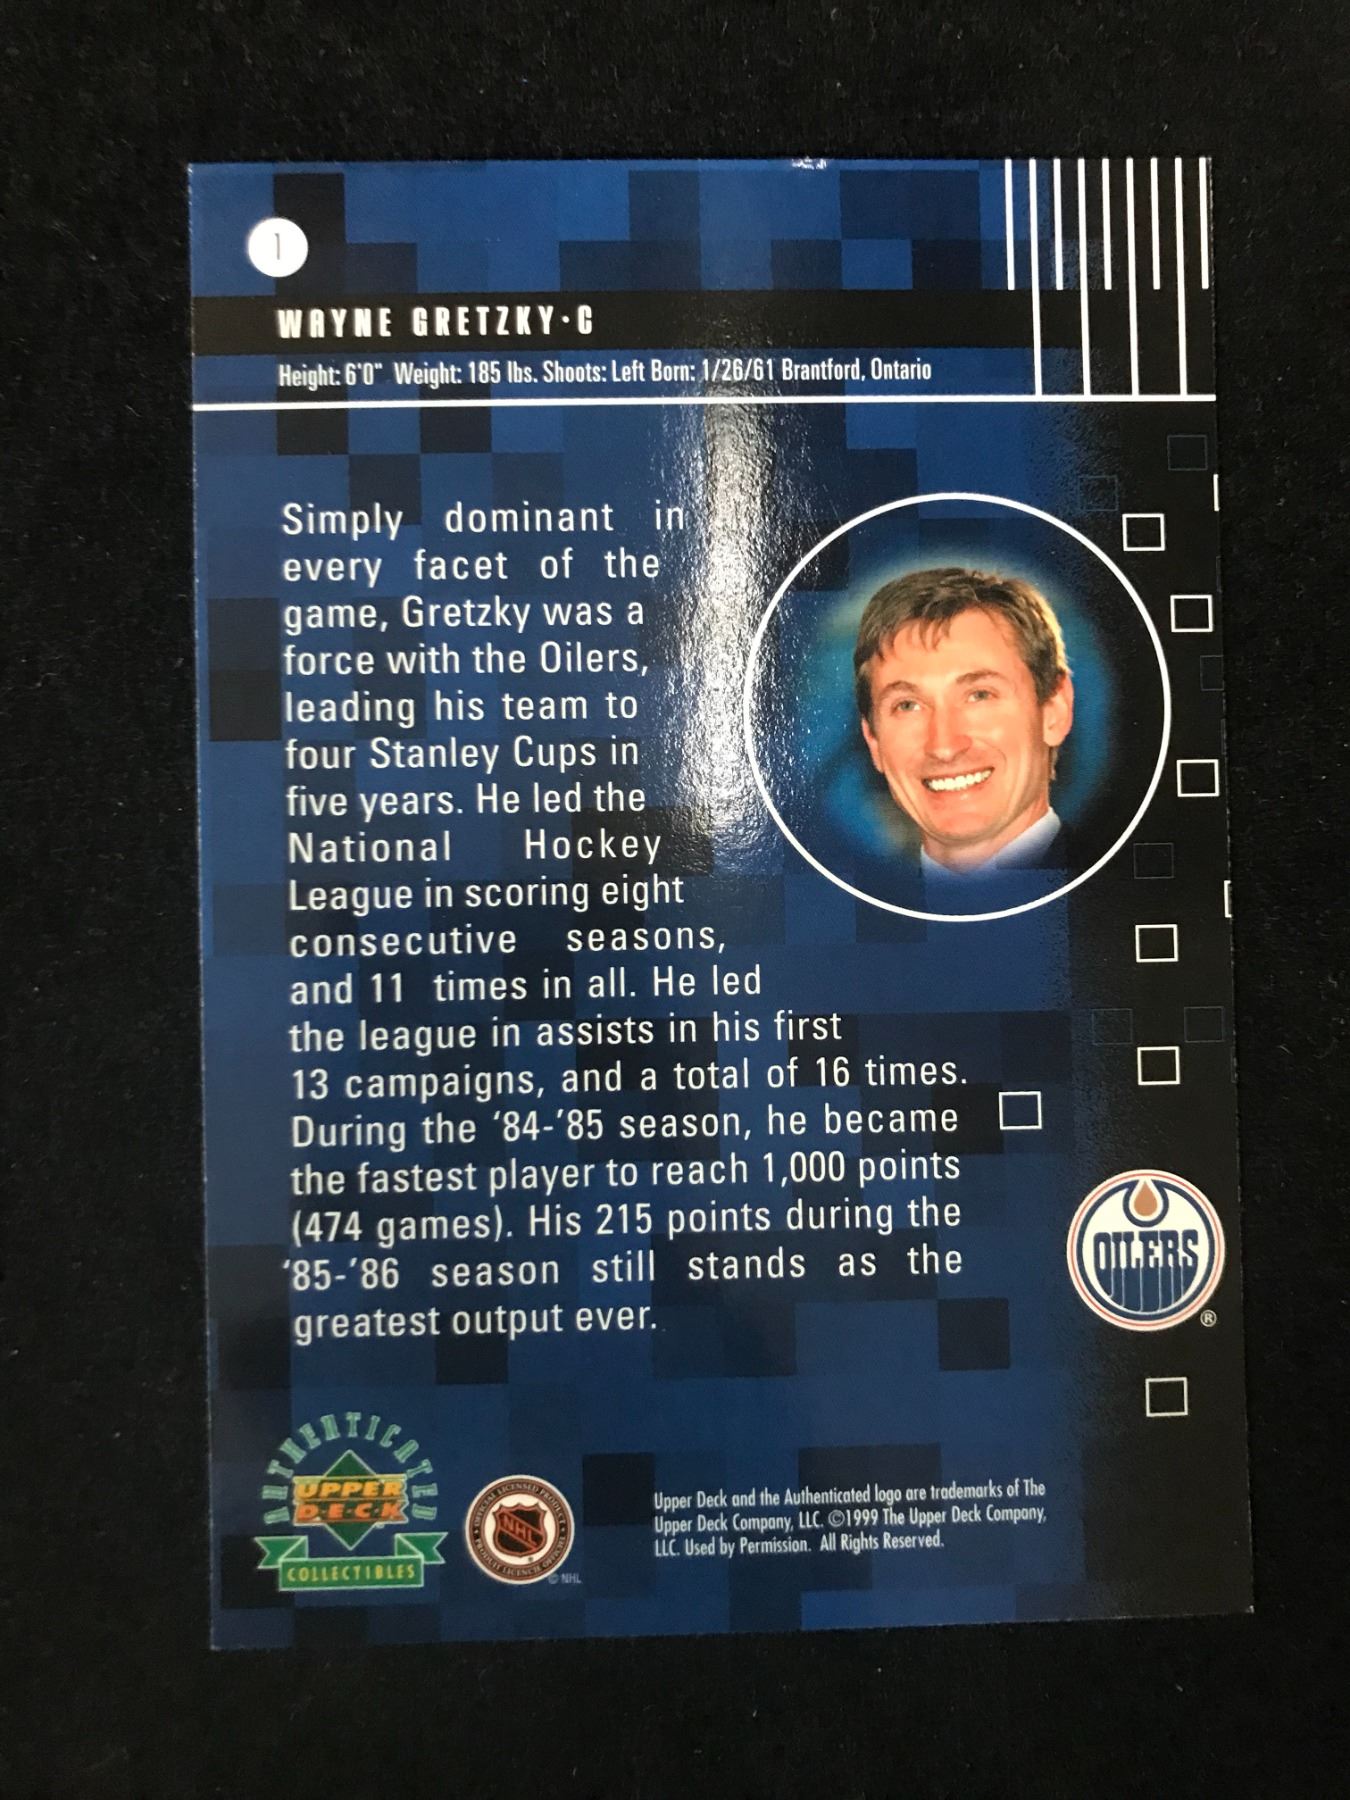 1
WAYNE GRETZKY·C
Height: 6'0" Weight: 185 lbs. Shoots: Left Born: 1/26/61 Brantford, Ontario
Simply dominant in
every facet of the
game, Gretzky was a
force with the Oilers,
leading his team to
four Stanley Cups in
five years. He led the
National Hockey
League in scoring eight
consecutive seasons,
and 11 times in all. He led
the league in assists in his first
13 campaigns, and a total of 16 times.
During the '84-'85 season, he became
the fastest player to reach 1,000 points
(474 games). His 215 points during the
'85-'86 season still stands as the
greatest output ever.
OILERS
®
AUTHENTICATED
UPPER
DECK
COLLECTIBLES
OFFICIAL LICENSED PRODUCT
NHL
PRODUIT LICENCIÉ OFFICIEL
© NHL
Upper Deck and the Authenticated logo are trademarks of The
Upper Deck Company, LLC. ©1999 The Upper Deck Company,
LLC. Used by Permission. All Rights Reserved.